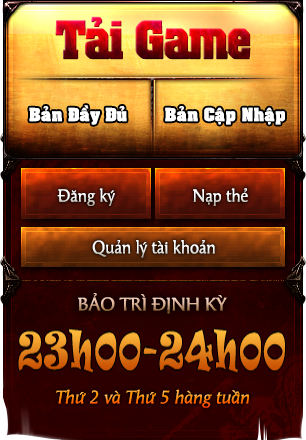 Tải Game
Bản Đầy Đủ Bản Cập Nhập
Đăng ký Nạp thẻ
Quản lý tài khoản
BẢO TRÌ ĐỊNH KỲ
23h00-24h00
Thứ 2 và Thứ 5 hàng tuần